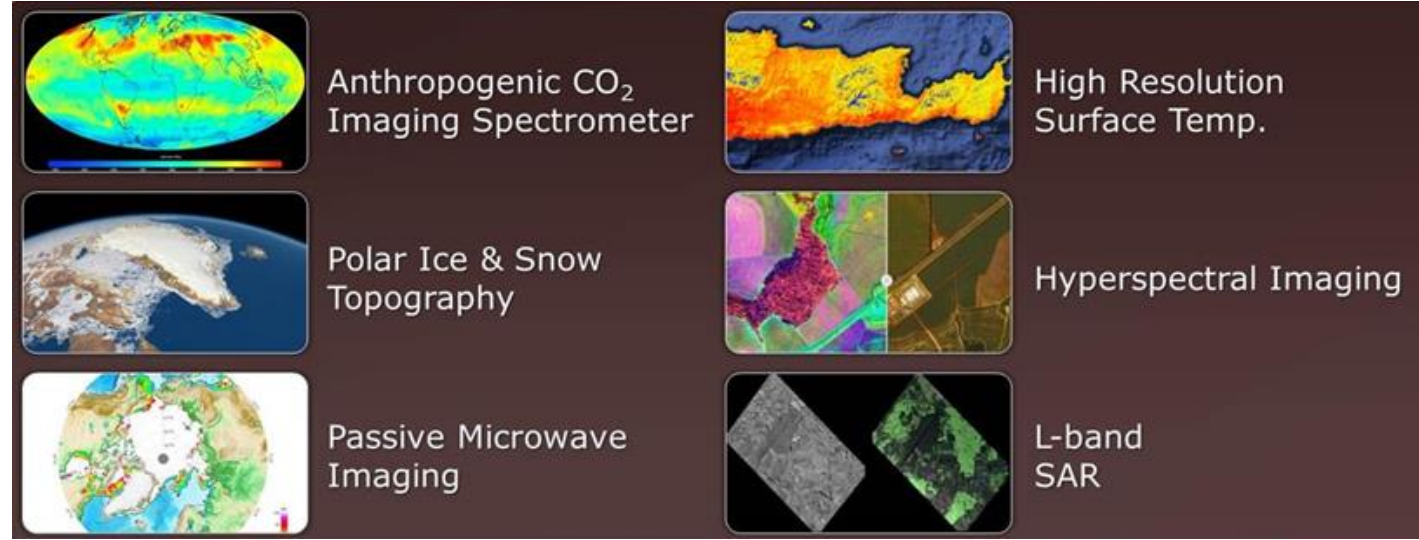 Anthropogenic CO₂
Imaging Spectrometer
High Resolution
Surface Temp.
Polar Ice & Snow
Topography
Hyperspectral Imaging
Passive Microwave
Imaging
L-band
SAR